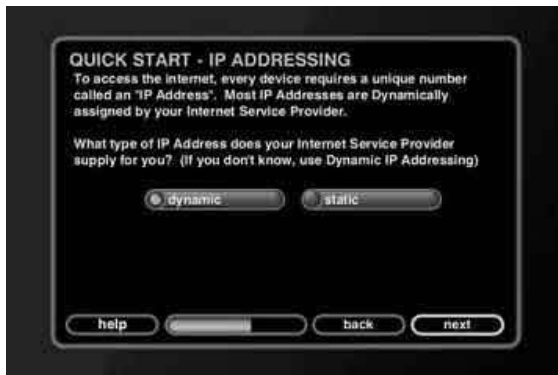 QUICK START - IP ADDRESSING
To access the internet, every device requires a unique number
called an "IP Address". Most IP Addresses are Dynamically
assigned by your Internet Service Provider.
What type of IP Address does your Internet Service Provider
supply for you? (If you don't know, use Dynamic IP Addressing)
dynamic static
help back next